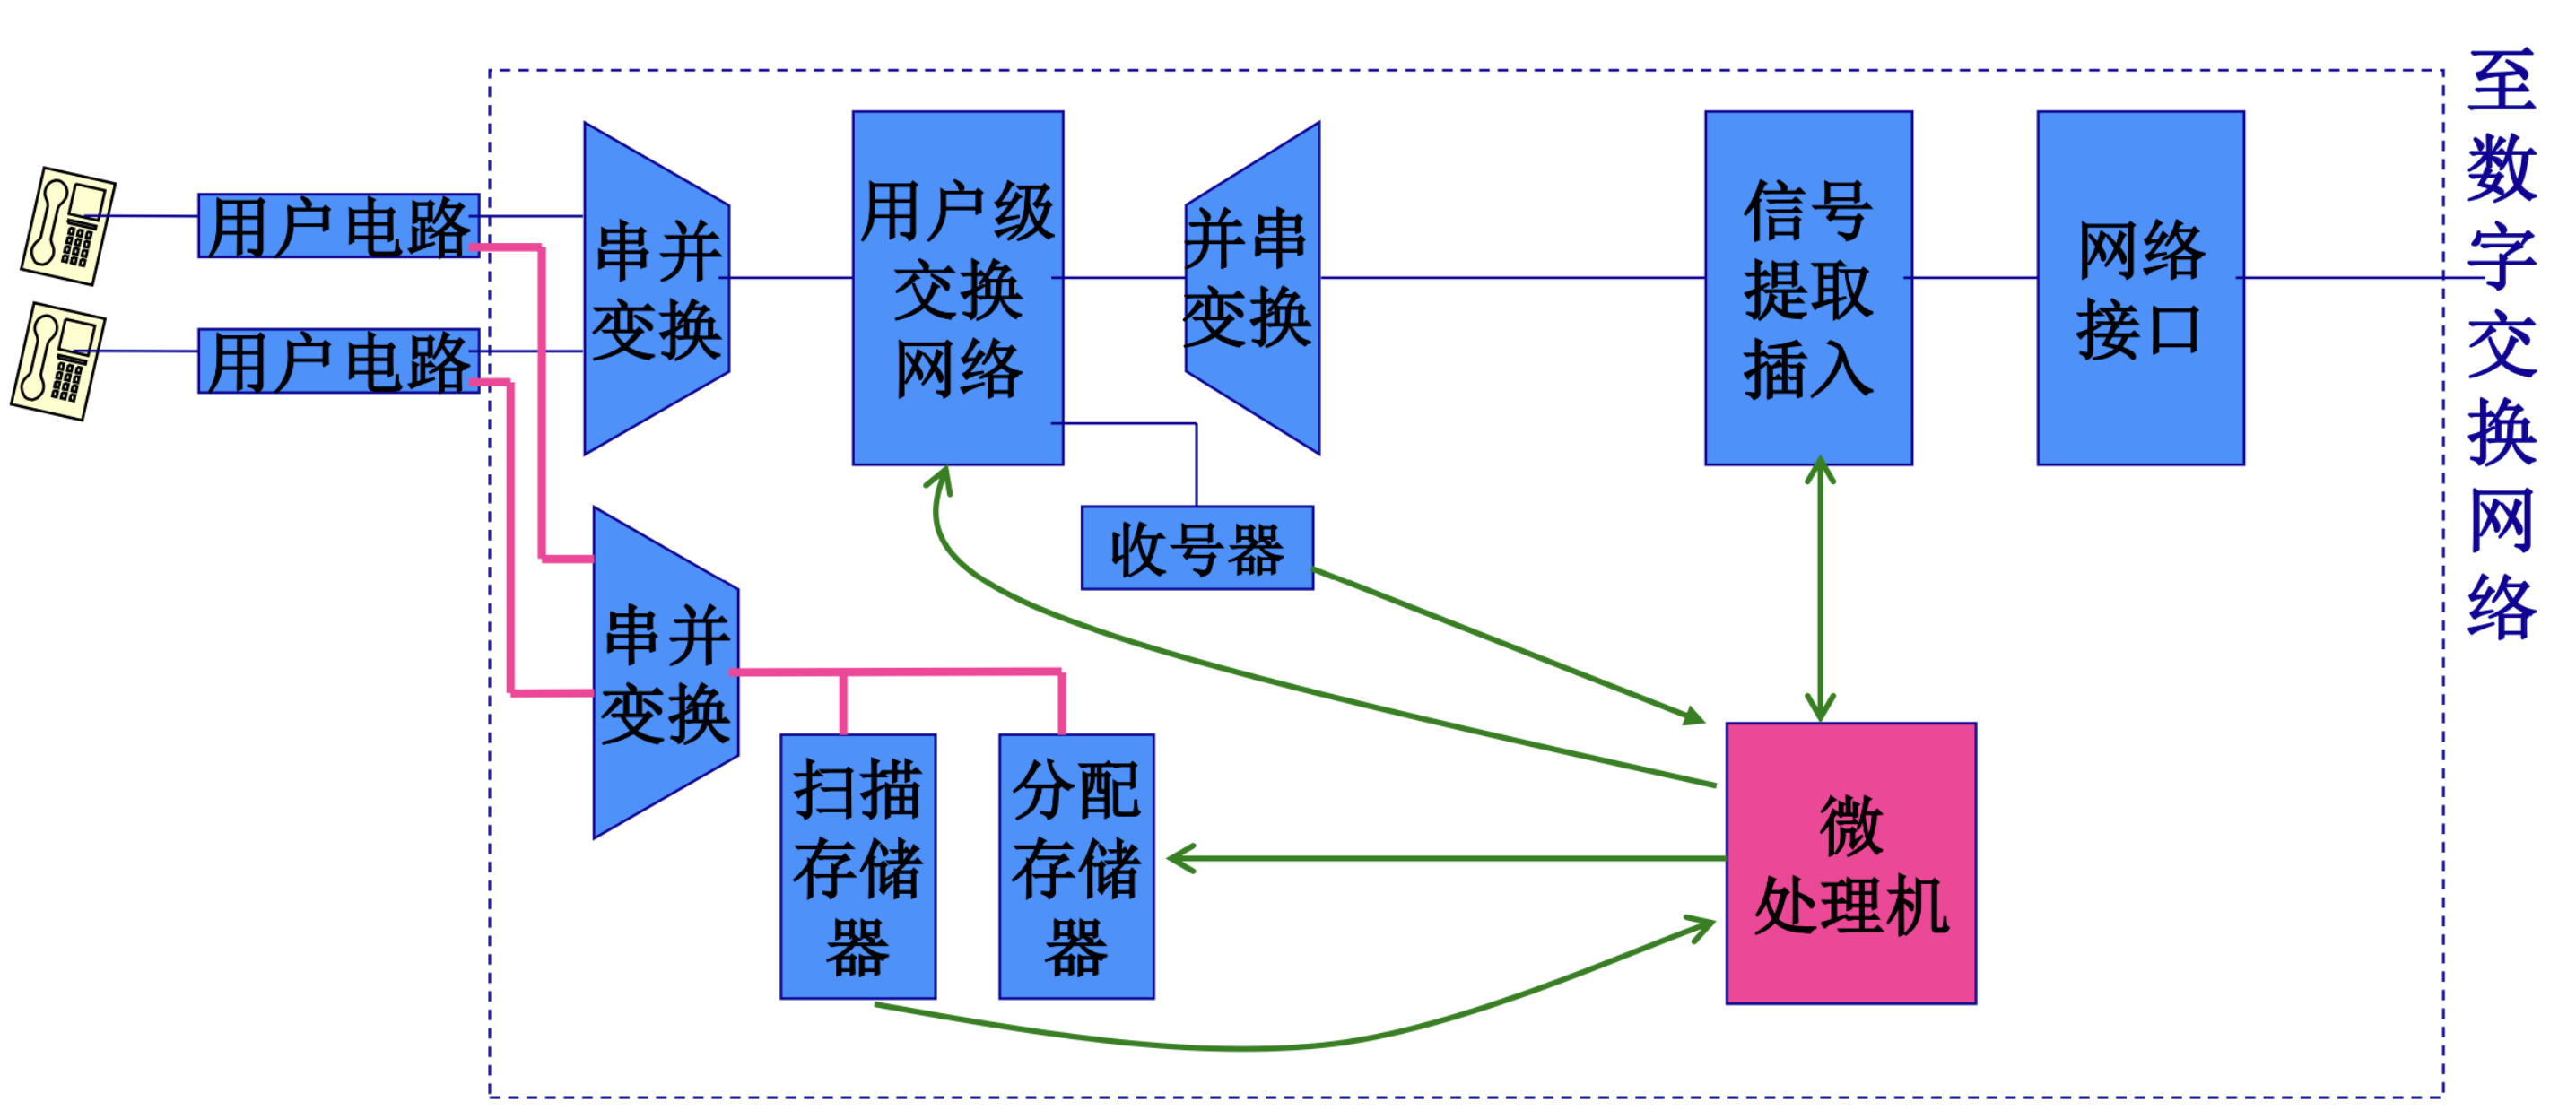 用户电路
用户电路
串并
变换
用户级
交换
网络
并串
变换
信号
提取
插入
网络
接口
至数字交换网络
收号器
串并
变换
扫描
存储
器
分配
存储
器
微
处理机